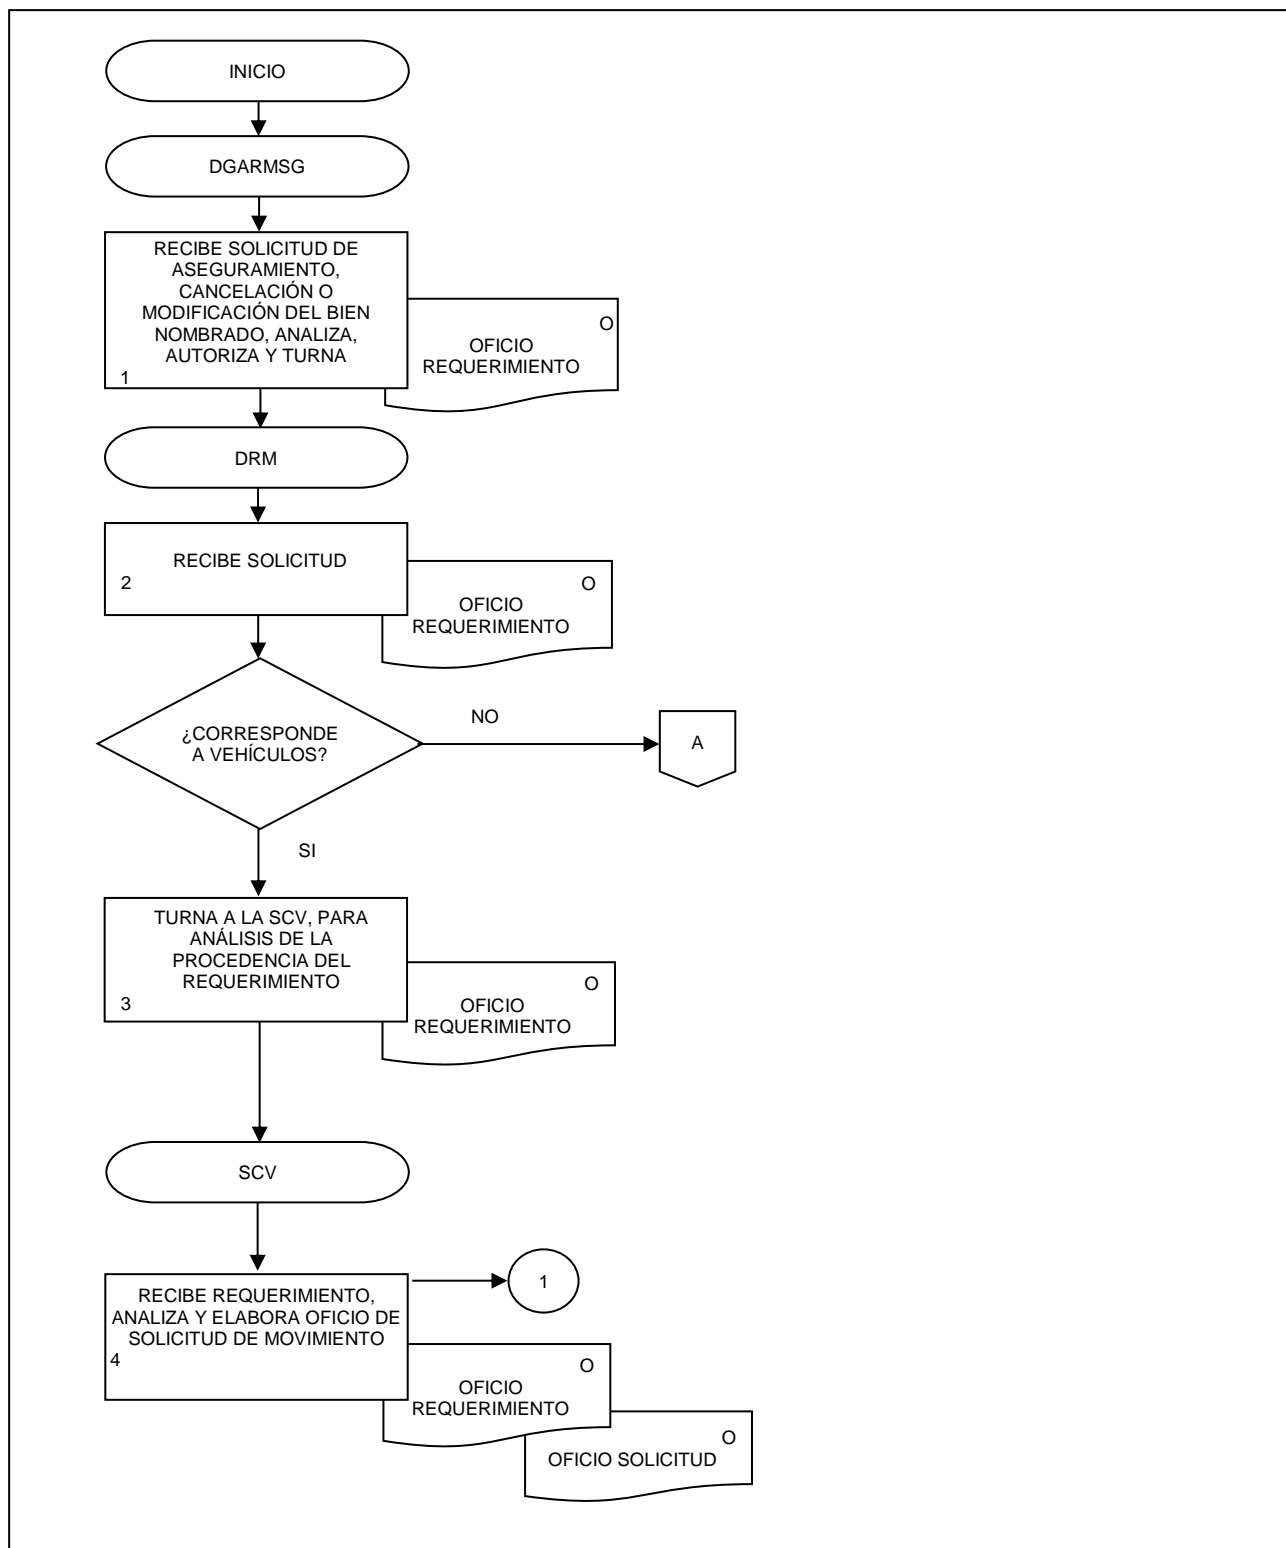 INICIO
DGARMSG
RECIBE SOLICITUD DE
ASEGURAMIENTO,
CANCELACIÓN O
MODIFICACIÓN DEL BIEN
NOMBRADO, ANALIZA,
AUTORIZA Y TURNA
1
O
OFICIO
REQUERIMIENTO
DRM
RECIBE SOLICITUD
2
O
OFICIO
REQUERIMIENTO
¿CORRESPONDE
A VEHÍCULOS?
NO
A
SI
TURNA A LA SCV, PARA
ANÁLISIS DE LA
PROCEDENCIA DEL
REQUERIMIENTO
3
O
OFICIO
REQUERIMIENTO
SCV
RECIBE REQUERIMIENTO,
ANALIZA Y ELABORA OFICIO DE
SOLICITUD DE MOVIMIENTO
4
1
O
OFICIO
REQUERIMIENTO
O
OFICIO SOLICITUD